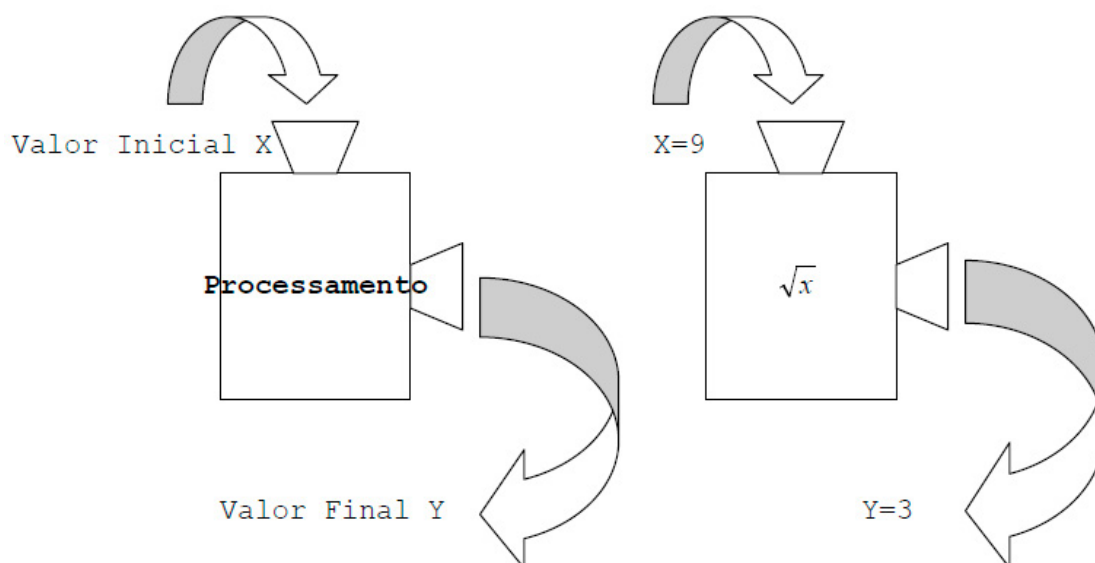 Valor Inicial X
Processamento
Valor Final Y
X=9
√x
Y=3